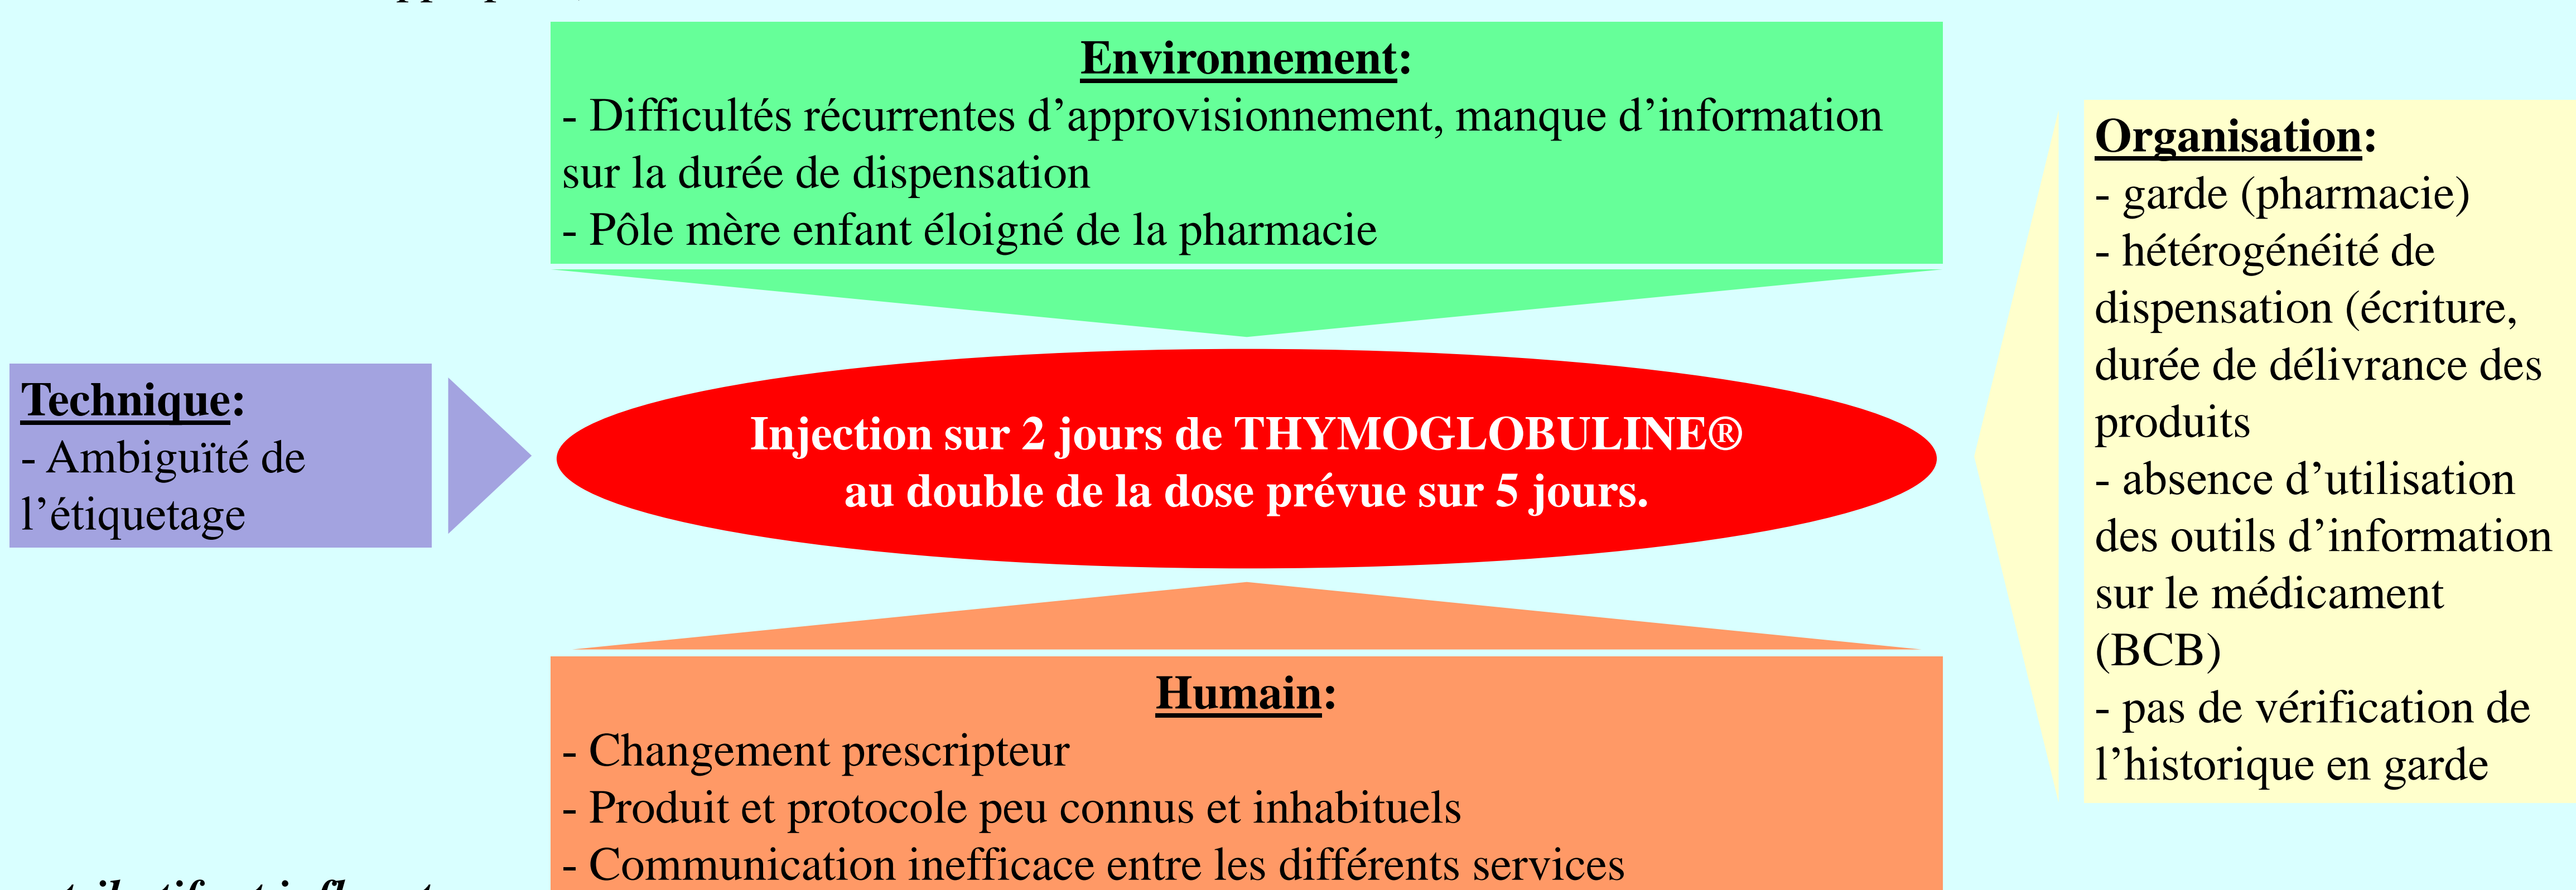 Environnement:
- Difficultés récurrentes d’approvisionnement, manque d’information
sur la durée de dispensation
- Pôle mère enfant éloigné de la pharmacie
Technique:
- Ambiguïté de
l’étiquetage
Injection sur 2 jours de THYMOGLOBULINE®
au double de la dose prévue sur 5 jours.
Organisation:
- garde (pharmacie)
- hétérogénéité de
dispensation (écriture,
durée de délivrance des
produits
- absence d’utilisation
des outils d’information
sur le médicament
(BCB)
- pas de vérification de
l’historique en garde
Humain:
- Changement prescripteur
- Produit et protocole peu connus et inhabituels
- Communication inefficace entre les différents services